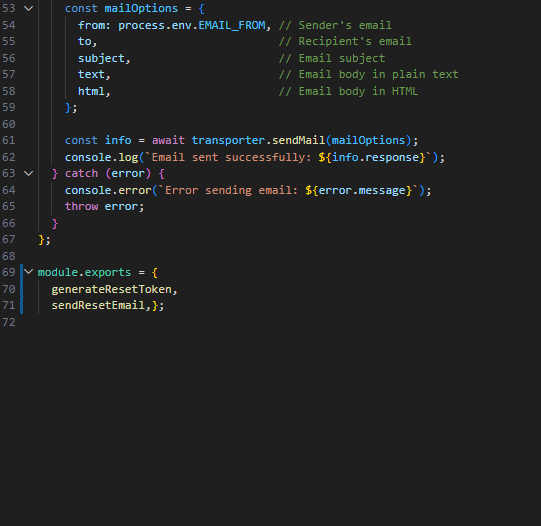 53 const mailOptions = {
54 from: process.env.EMAIL_FROM, // Sender's email
55 to, // Recipient's email
56 subject, // Email subject
57 text, // Email body in plain text
58 html, // Email body in HTML
59 };
60
61 const info = await transporter.sendMail(mailOptions);
62 console.log(`Email sent successfully: ${info.response}`);
63 } catch (error) {
64 console.error(`Error sending email: ${error.message}`);
65 throw error;
66 }
67 };
68
69 module.exports = {
70 generateResetToken,
71 sendResetEmail,};
72